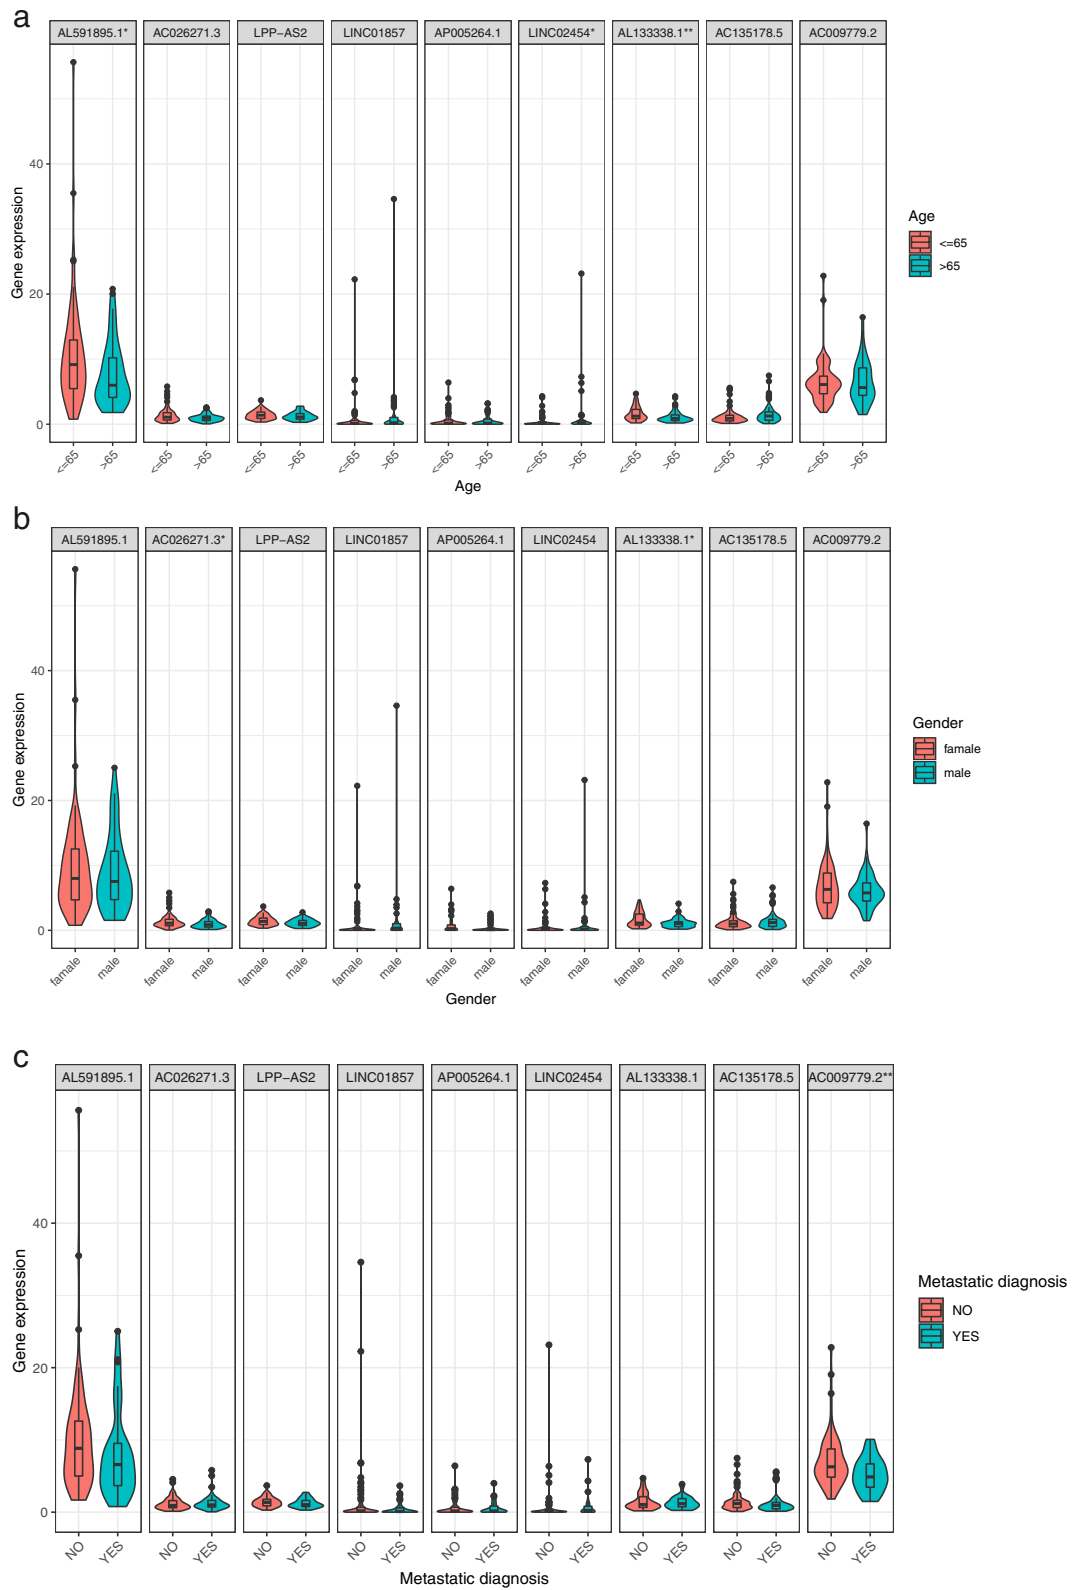 a
AL591895.1* AC026271.3 LPP−AS2 LINC01857 AP005264.1 LINC02454* AL133338.1** AC135178.5 AC009779.2
40
20
0
Gene expression
<=65 >65 <=65 >65 <=65 >65 <=65 >65 <=65 >65 <=65 >65 <=65 >65 <=65 >65 <=65 >65
Age
Age
<=65
>65
b
AL591895.1 AC026271.3* LPP−AS2 LINC01857 AP005264.1 LINC02454 AL133338.1* AC135178.5 AC009779.2
40
20
0
Gene expression
famale male famale male famale male famale male famale male famale male famale male famale male famale male
Gender
Gender
famale
male
c
AL591895.1 AC026271.3 LPP−AS2 LINC01857 AP005264.1 LINC02454 AL133338.1 AC135178.5 AC009779.2**
40
20
0
Gene expression
NO YES NO YES NO YES NO YES NO YES NO YES NO YES NO YES NO YES
Metastatic diagnosis
Metastatic diagnosis
NO
YES